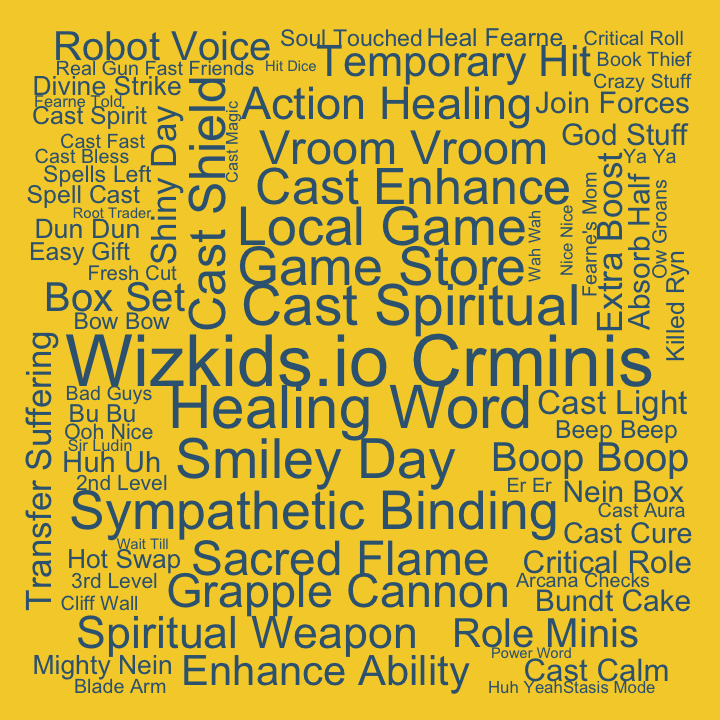 Robot Voice
Soul Touched
Heal Fearne
Critical Roll
Real Gun Fast Friends
Hit Dice
Temporary Hit
Book Thief
Divine Strike
Crazy Stuff
Fearne Told
Cast Spirit
Cast Shield
Cast Magic
Action Healing
Join Forces
Cast Fast
Shiny Day
Vroom Vroom
God Stuff
Cast Bless
Ya Ya
Spells Left
Cast Enhance
Extra Boost
Fearne's Mom
Absorb Half
Ow Groans
Spell Cast
Root Trader
Local Game
Wah Wah
Nice Nice
Dun Dun
Easy Gift
Game Store
Killed Ryn
Fresh Cut
Box Set
Cast Spiritual
Bow Bow
Transfer Suffering
Wizkids.io Crminis
Bad Guys
Healing Word
Cast Light
Bu Bu
Ooh Nice
Beep Beep
Sir Ludin
Huh Uh
Smiley Day
Boop Boop
2nd Level
Er Er
Nein Box
Sympathetic Binding
Cast Aura
Cast Cure
Wait Till
Hot Swap
Sacred Flame
Critical Role
3rd Level
Grapple Cannon
Arcana Checks
Cliff Wall
Bundt Cake
Spiritual Weapon
Role Minis
Power Word
Mighty Nein
Enhance Ability
Cast Calm
Blade Arm
Huh Yeah
Stasis Mode